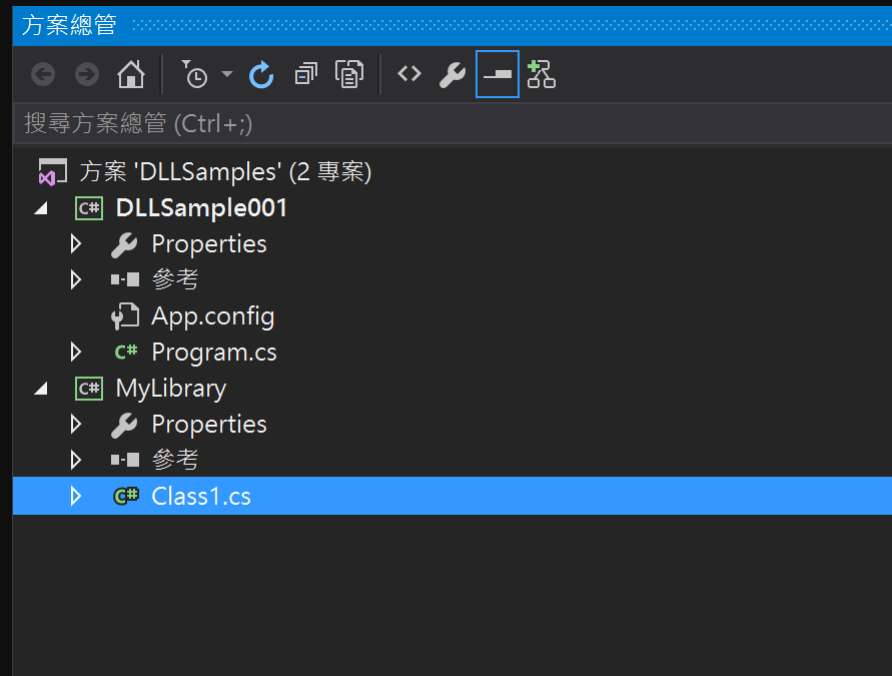 方案總管
搜尋方案總管 (Ctrl+;)
方案 'DLLSamples' (2 專案)
C# DLLSample001
Properties
參考
App.config
C# Program.cs
C# MyLibrary
Properties
參考
C# Class1.cs